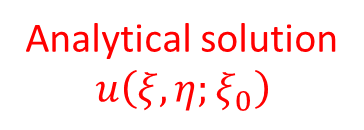 Analytical solution
u(ξ, η; ξ₀)